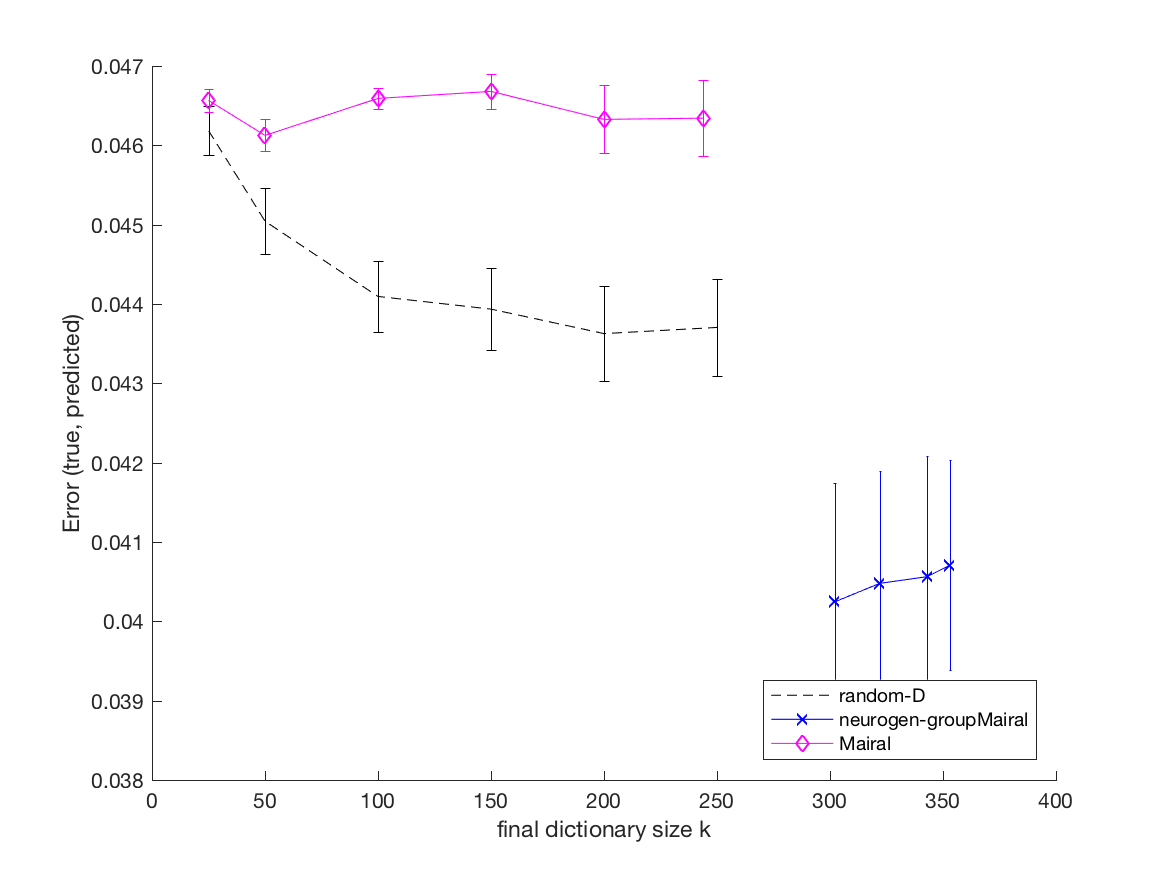 0.047
0.046
0.045
0.044
0.043
0.042
0.041
0.04
0.039
0.038
Error (true, predicted)
random-D
neurogen-groupMairal
Mairal
0 50 100 150 200 250 300 350 400
final dictionary size k